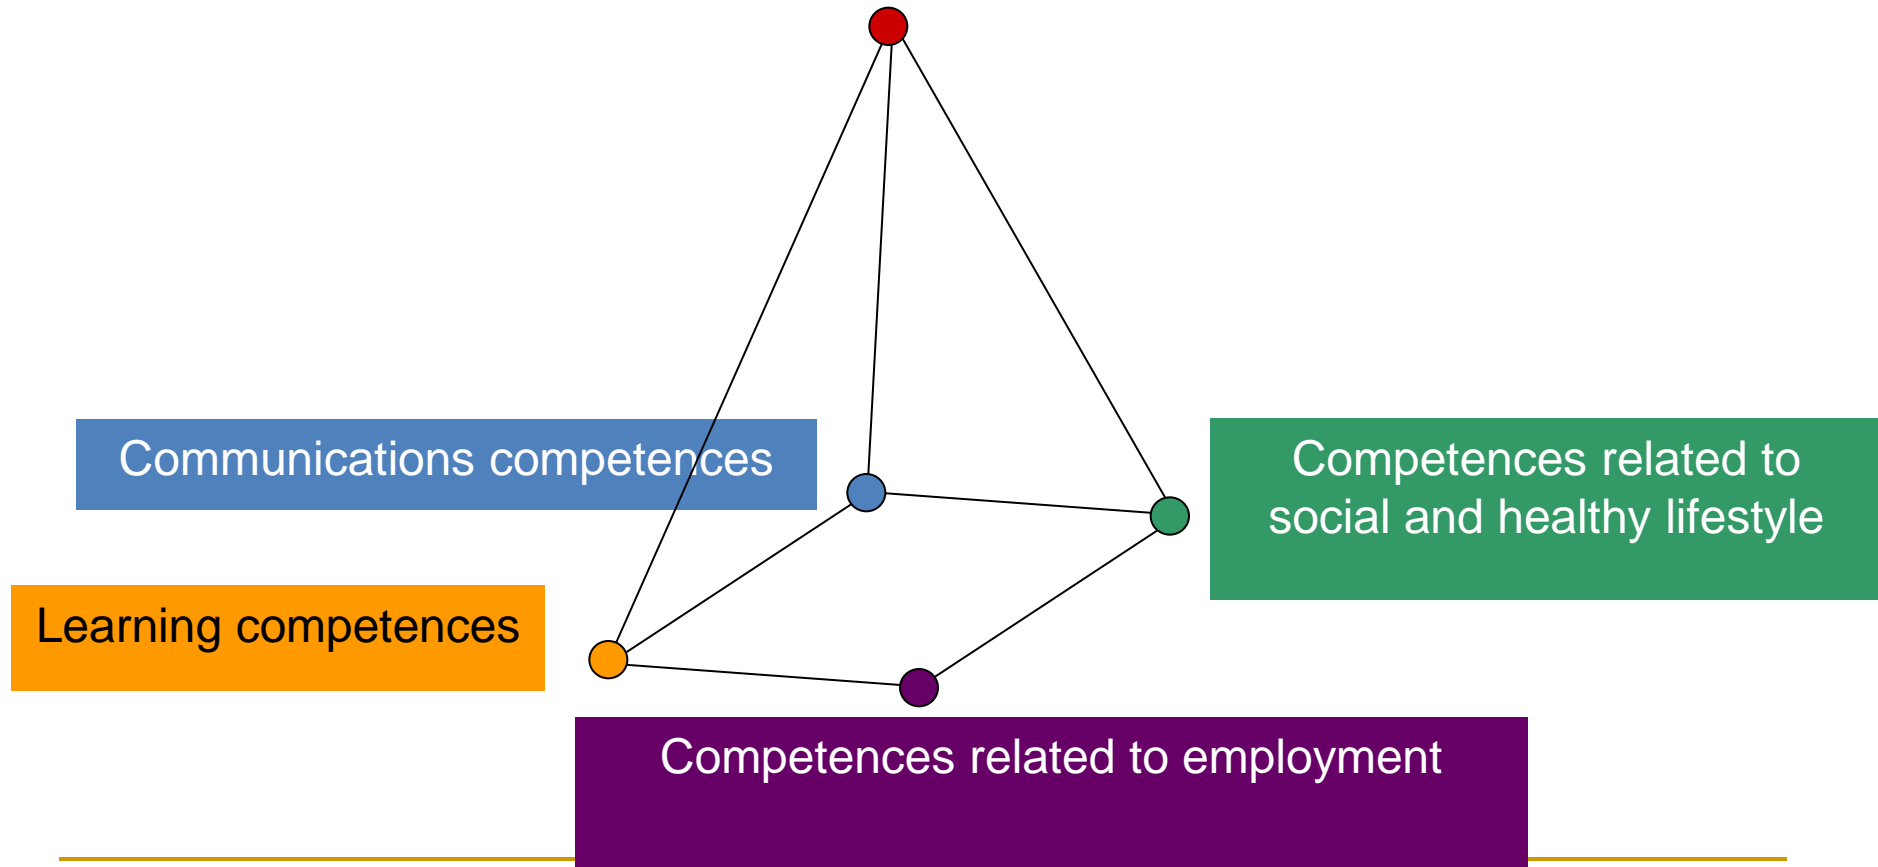 Communications competences
Competences related to
social and healthy lifestyle
Learning competences
Competences related to employment